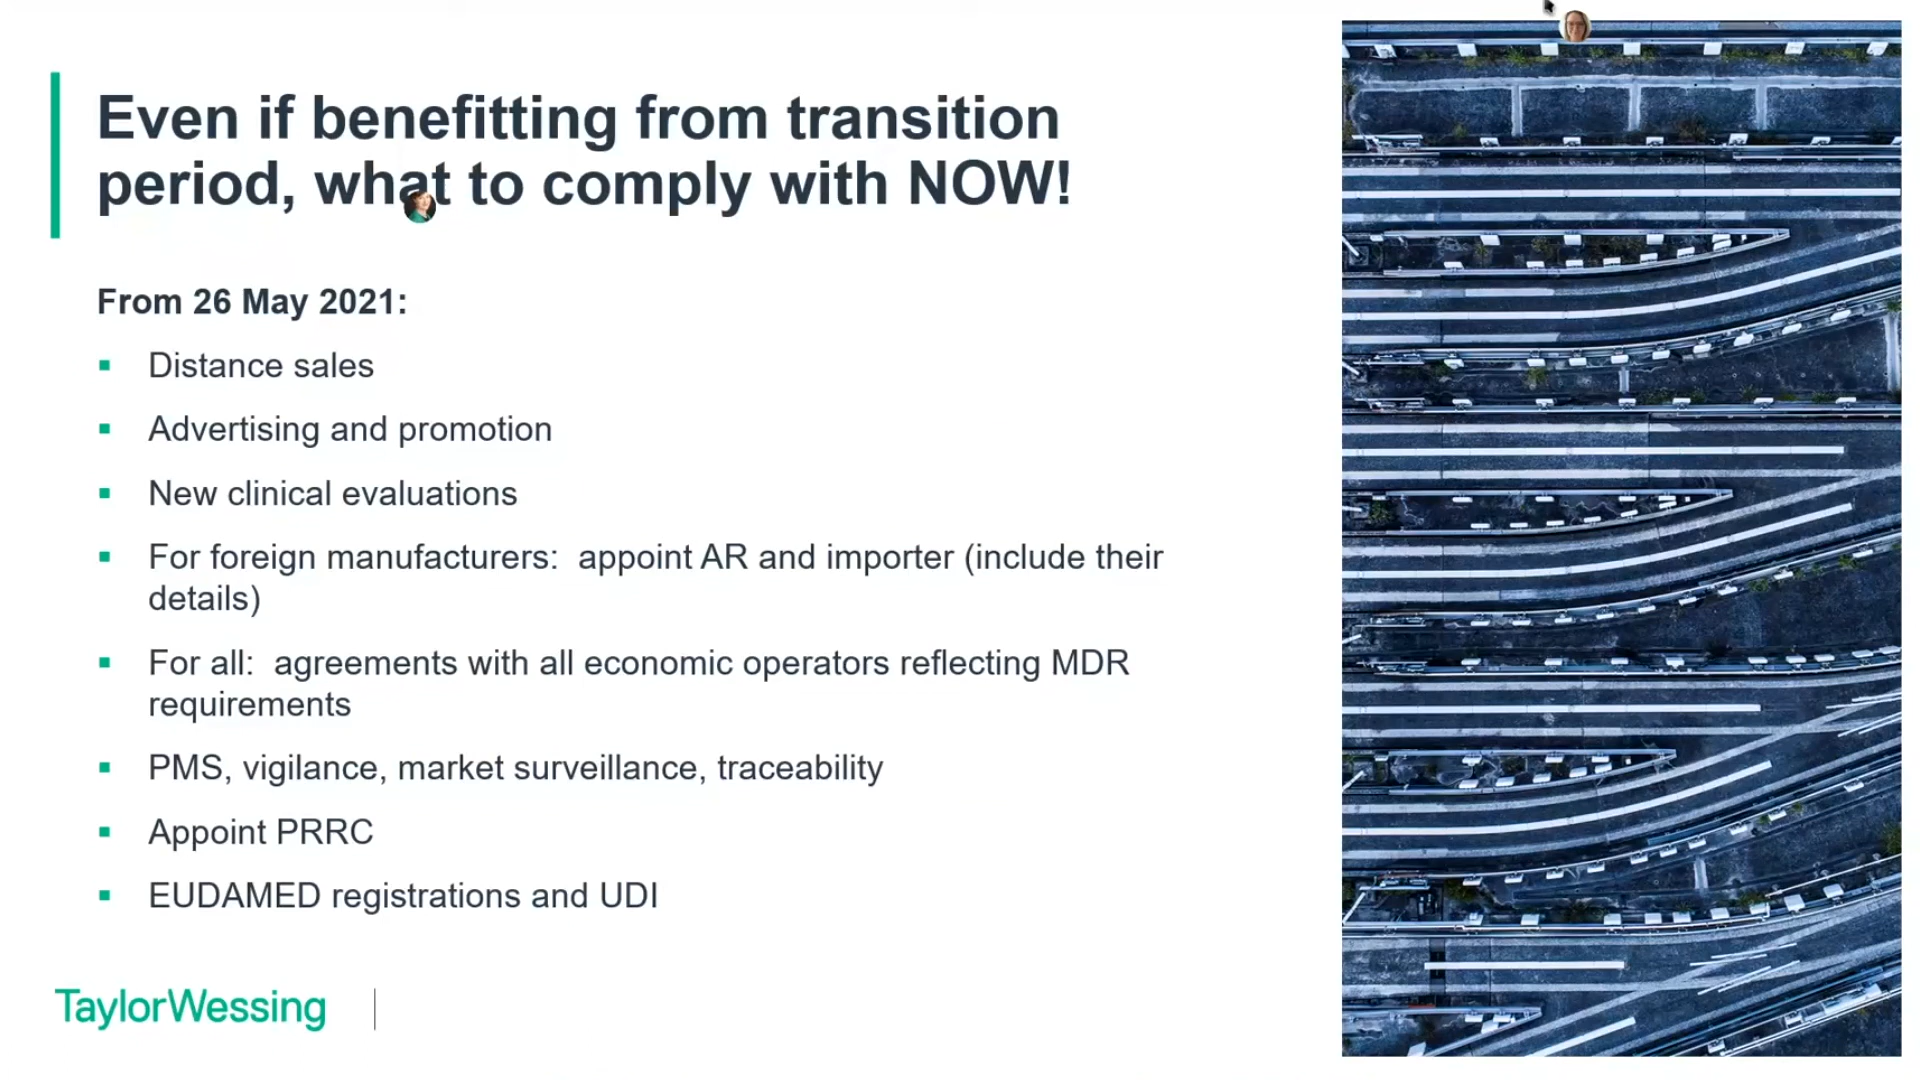 Even if benefitting from transition
period, what to comply with NOW!
From 26 May 2021:
Distance sales
Advertising and promotion
New clinical evaluations
For foreign manufacturers:  appoint AR and importer (include their
details)
For all:  agreements with all economic operators reflecting MDR
requirements
PMS, vigilance, market surveillance, traceability
Appoint PRRC
EUDAMED registrations and UDI
TaylorWessing